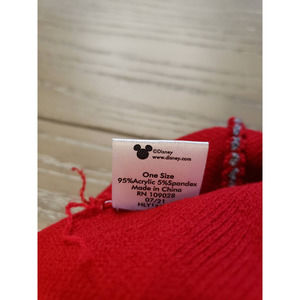 ©Disney
www.disney.com
One Size
95%Acrylic 5%Spandex
Made in China
RN 109028
07/21